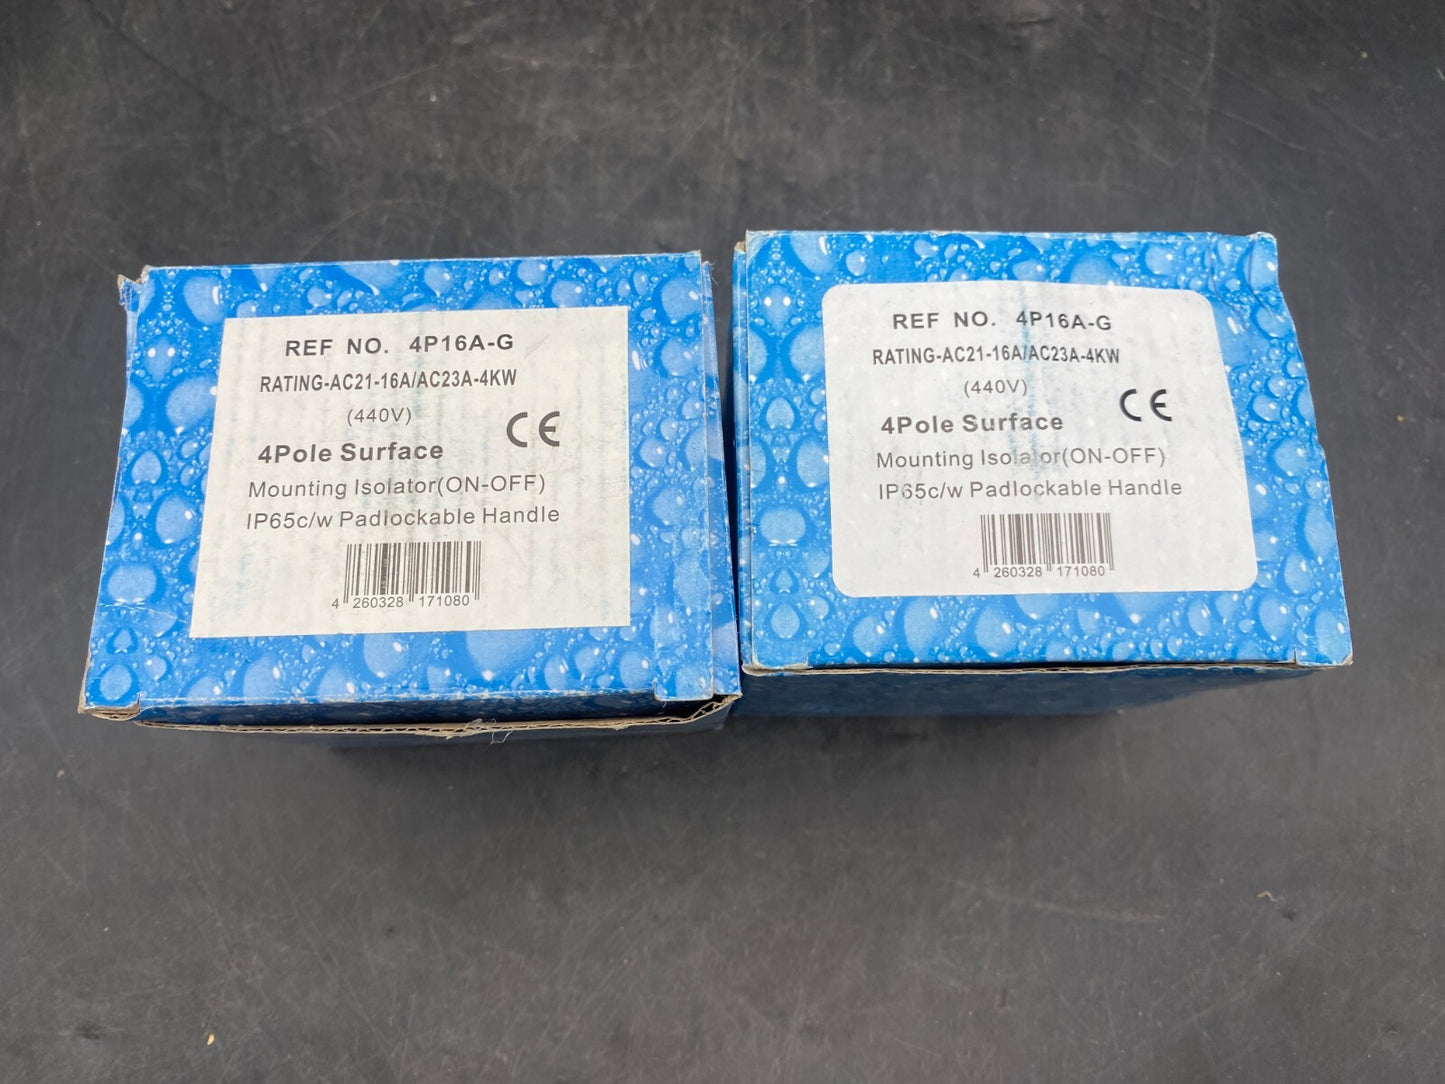 REF NO. 4P16A-G
RATING-AC21-16A/AC23A-4KW
(440V)
CE
4Pole Surface
Mounting Isolator(ON-OFF)
IP65c/w Padlockable Handle
4 260328 171080
REF NO. 4P16A-G
RATING-AC21-16A/AC23A-4KW
(440V)
CE
4Pole Surface
Mounting Isolator(ON-OFF)
IP65c/w Padlockable Handle
4 260328 171080